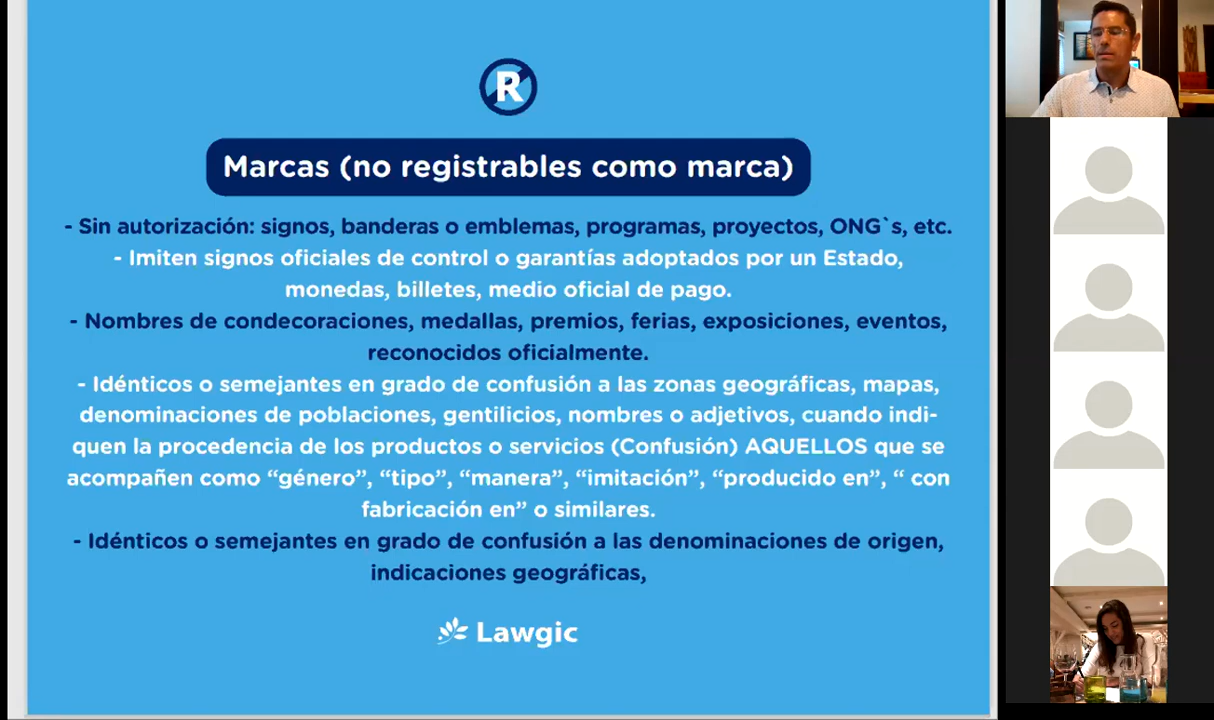 R
Marcas (no registrables como marca)
- Sin autorización: signos, banderas o emblemas, programas, proyectos, ONG`s, etc.
- Imiten signos oficiales de control o garantías adoptados por un Estado,
monedas, billetes, medio oficial de pago.
- Nombres de condecoraciones, medallas, premios, ferias, exposiciones, eventos,
reconocidos oficialmente.
- Idénticos o semejantes en grado de confusión a las zonas geográficas, mapas,
denominaciones de poblaciones, gentilicios, nombres o adjetivos, cuando indi-
quen la procedencia de los productos o servicios (Confusión) AQUELLOS que se
acompañen como “género”, “tipo”, “manera”, “imitación”, “producido en”, “ con
fabricación en” o similares.
- Idénticos o semejantes en grado de confusión a las denominaciones de origen,
indicaciones geográficas,
Lawgic